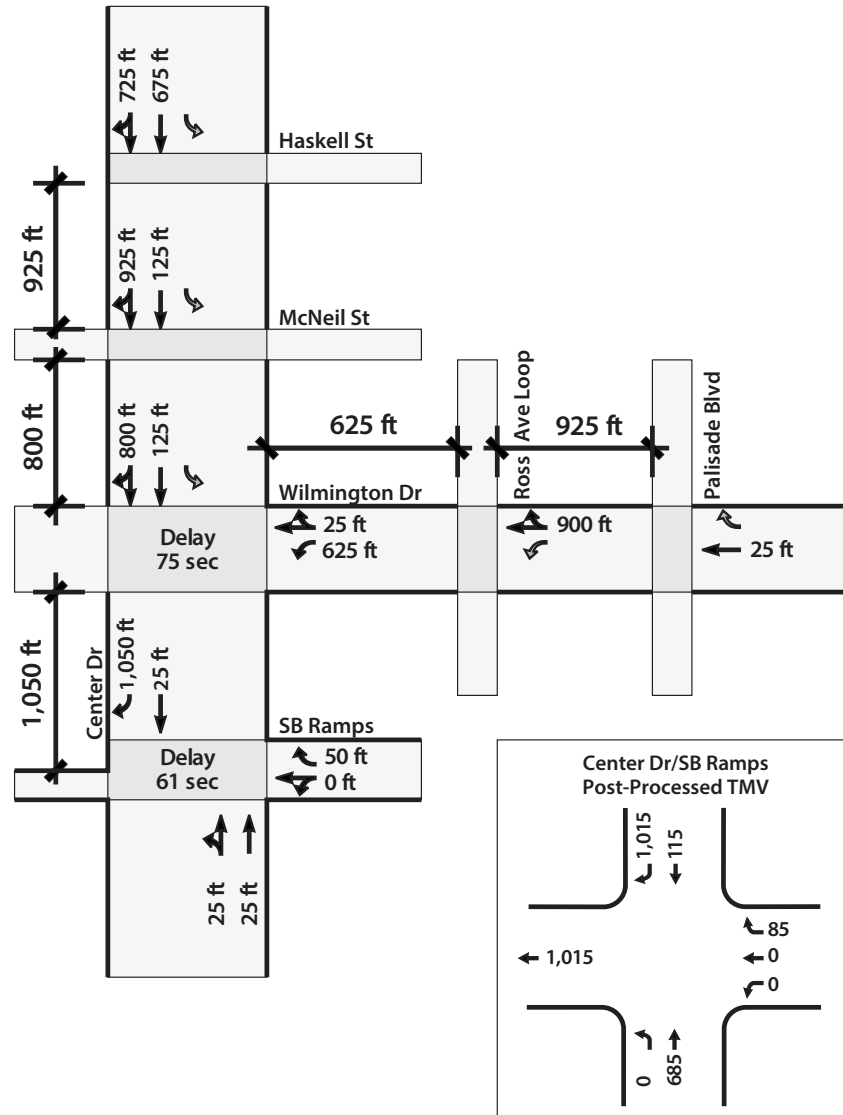 725 ft
675 ft
Haskell St
925 ft
925 ft
125 ft
McNeil St
800 ft
800 ft
125 ft
625 ft
Ross Ave Loop
925 ft
Palisade Blvd
Wilmington Dr
Delay
75 sec
25 ft
625 ft
900 ft
25 ft
1,050 ft
Center Dr
1,050 ft
25 ft
SB Ramps
Delay
61 sec
50 ft
0 ft
25 ft
25 ft
Center Dr/SB Ramps
Post-Processed TMV
1,015
115
85
0
0
1,015
0
685